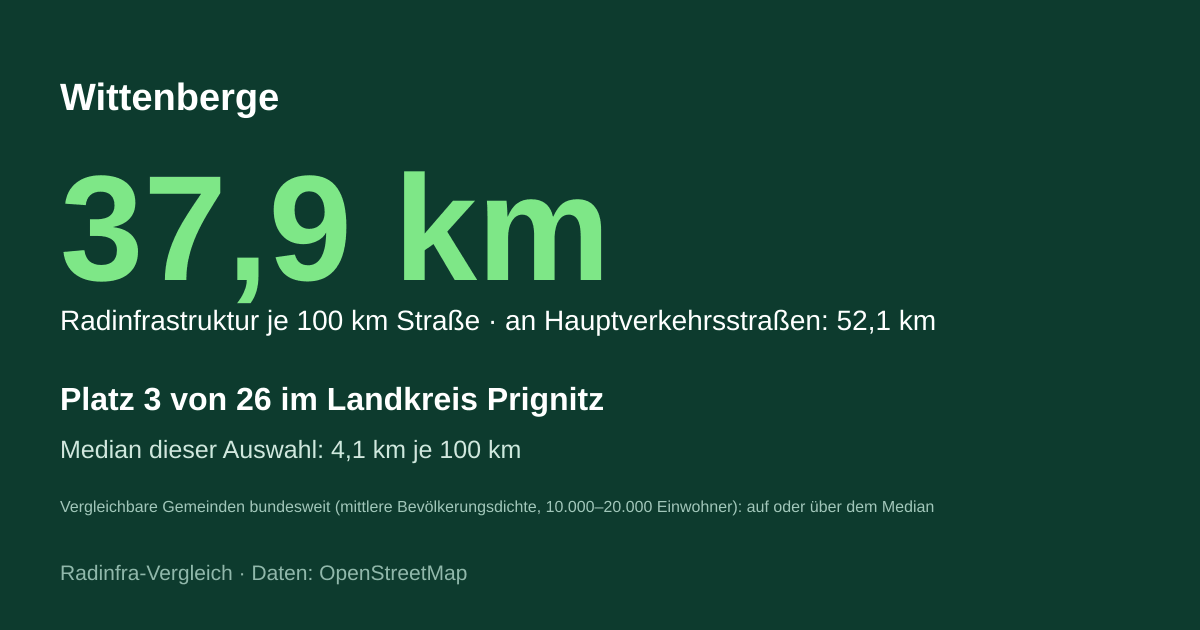 Wittenberge
37,9 km
Radinfrastruktur je 100 km Straße · an Hauptverkehrsstraßen: 52,1 km
Platz 3 von 26 im Landkreis Prignitz
Median dieser Auswahl: 4,1 km je 100 km
Vergleichbare Gemeinden bundesweit (mittlere Bevölkerungsdichte, 10.000–20.000 Einwohner): auf oder über dem Median
Radinfra-Vergleich · Daten: OpenStreetMap